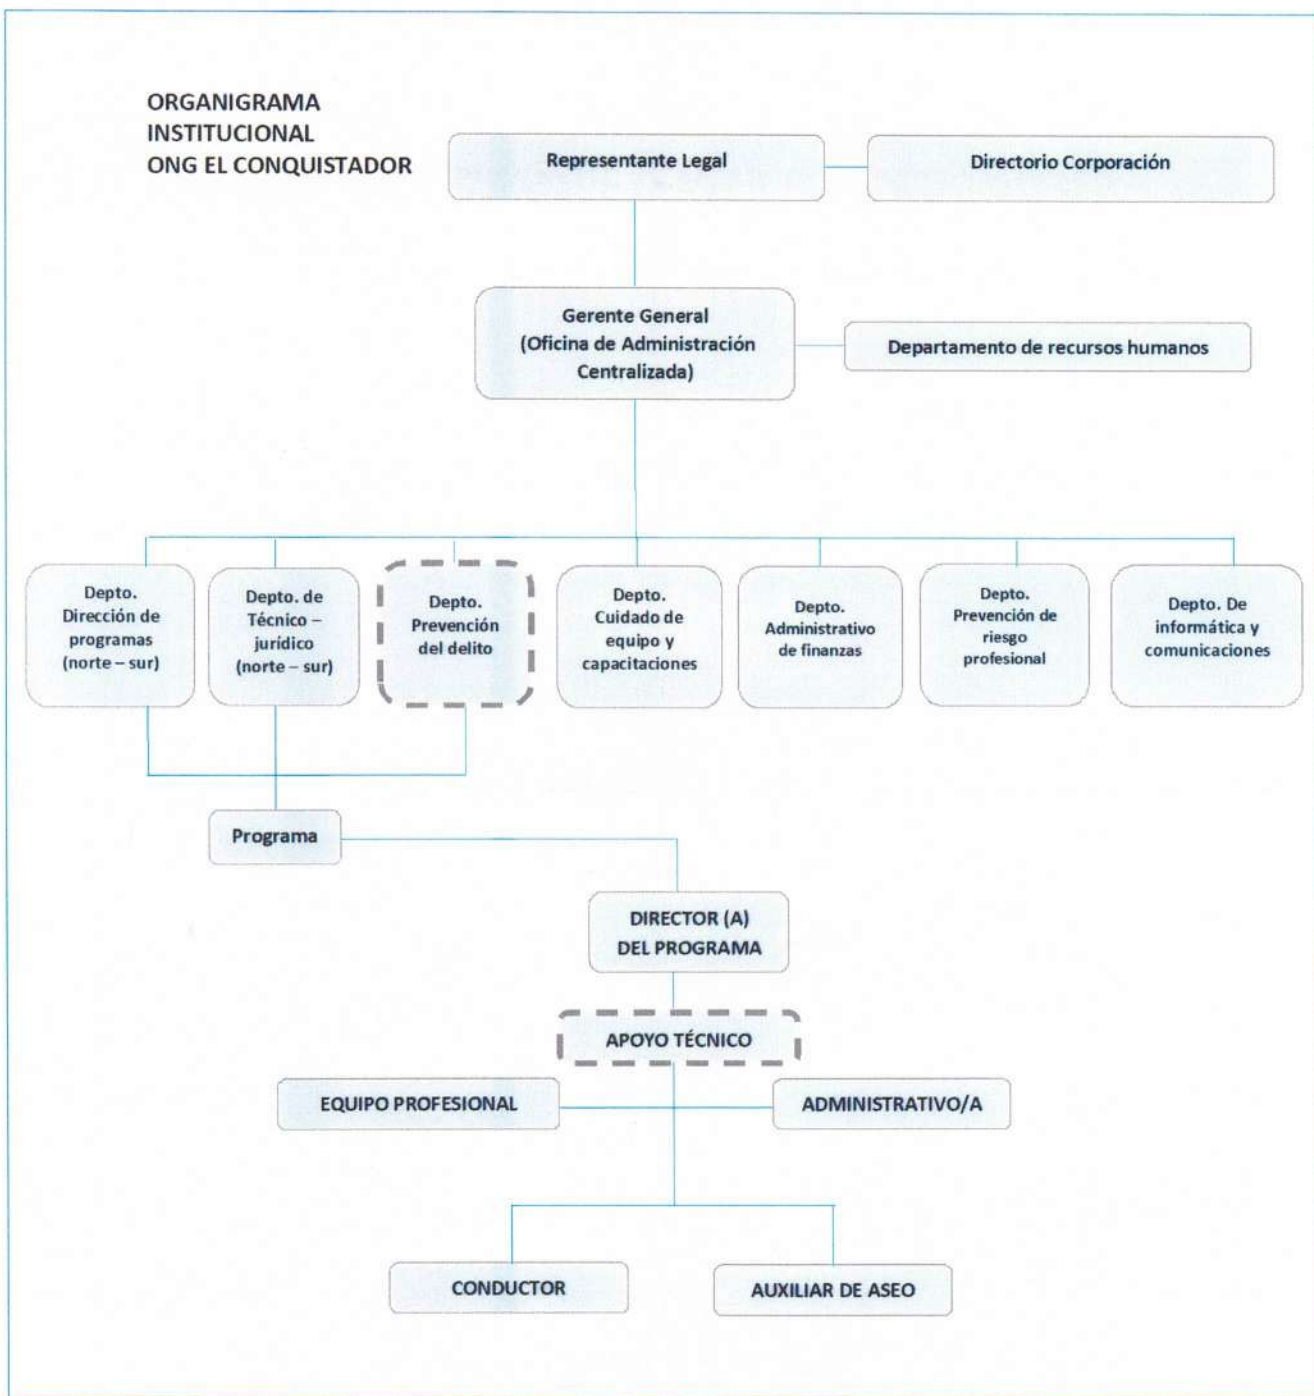 ORGANIGRAMA
INSTITUCIONAL
ONG EL CONQUISTADOR
Representante Legal
Directorio Corporación
Gerente General
(Oficina de Administración
Centralizada)
Departamento de recursos humanos
Depto.
Dirección de
programas
(norte – sur)
Depto. de
Técnico –
jurídico
(norte – sur)
Depto.
Prevención
del delito
Depto.
Cuidado de
equipo y
capacitaciones
Depto.
Administrativo
de finanzas
Depto.
Prevención de
riesgo
profesional
Depto. De
informática y
comunicaciones
Programa
DIRECTOR (A)
DEL PROGRAMA
APOYO TÉCNICO
EQUIPO PROFESIONAL
ADMINISTRATIVO/A
CONDUCTOR
AUXILIAR DE ASEO